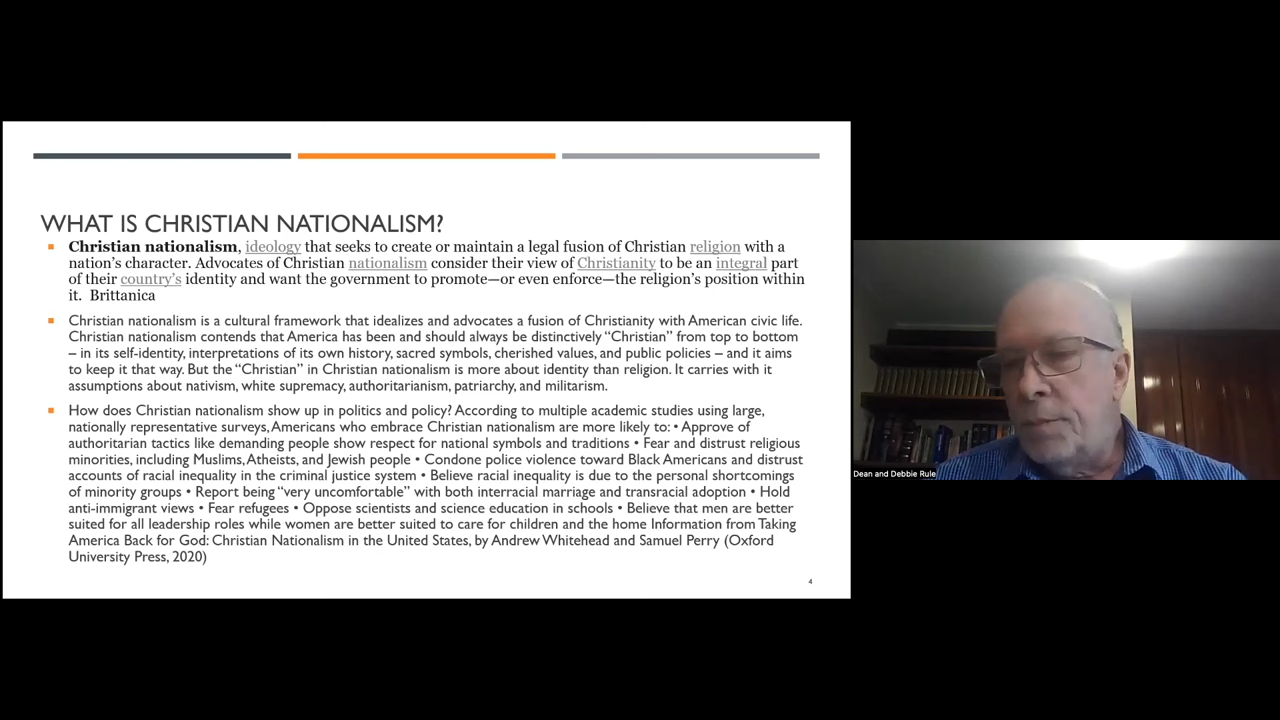 WHAT IS CHRISTIAN NATIONALISM?
Christian nationalism, ideology that seeks to create or maintain a legal fusion of Christian religion with a
nation’s character. Advocates of Christian nationalism consider their view of Christianity to be an integral part
of their country’s identity and want the government to promote—or even enforce—the religion’s position within
it. Brittanica
Christian nationalism is a cultural framework that idealizes and advocates a fusion of Christianity with American civic life.
Christian nationalism contends that America has been and should always be distinctively “Christian” from top to bottom
– in its self-identity, interpretations of its own history, sacred symbols, cherished values, and public policies – and it aims
to keep it that way. But the “Christian” in Christian nationalism is more about identity than religion. It carries with it
assumptions about nativism, white supremacy, authoritarianism, patriarchy, and militarism.
How does Christian nationalism show up in politics and policy? According to multiple academic studies using large,
nationally representative surveys, Americans who embrace Christian nationalism are more likely to: • Approve of
authoritarian tactics like demanding people show respect for national symbols and traditions • Fear and distrust religious
minorities, including Muslims, Atheists, and Jewish people • Condone police violence toward Black Americans and distrust
accounts of racial inequality in the criminal justice system • Believe racial inequality is due to the personal shortcomings
of minority groups • Report being “very uncomfortable” with both interracial marriage and transracial adoption • Hold
anti-immigrant views • Fear refugees • Oppose scientists and science education in schools • Believe that men are better
suited for all leadership roles while women are better suited to care for children and the home Information from Taking
America Back for God: Christian Nationalism in the United States, by Andrew Whitehead and Samuel Perry (Oxford
University Press, 2020)
4
Dean and Debbie Rule